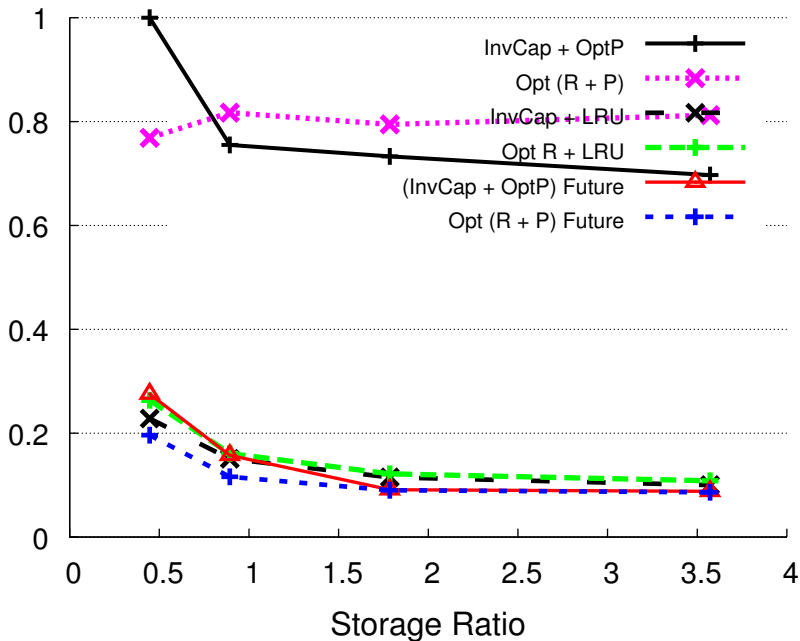 1
0.8
0.6
0.4
0.2
0
InvCap + OptP
Opt (R + P)
InvCap + LRU
Opt R + LRU
(InvCap + OptP) Future
Opt (R + P) Future
0 0.5 1 1.5 2 2.5 3 3.5 4
Storage Ratio